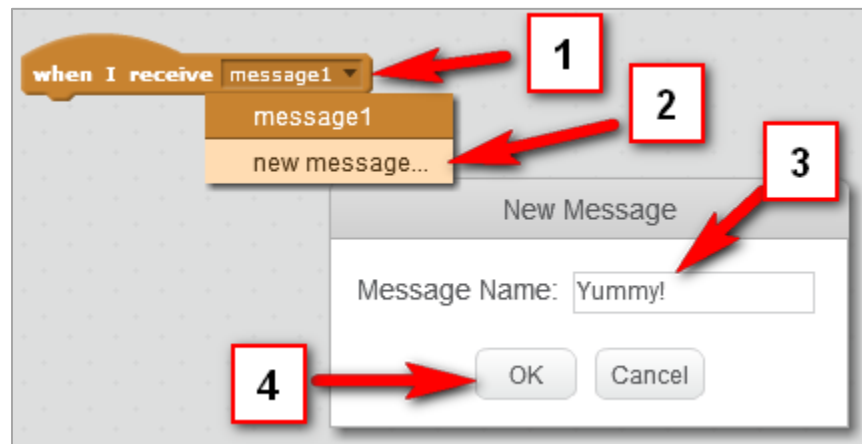 when I receive message1
1
message1
2
new message...
3
New Message
Message Name: Yummy!
4
OK Cancel